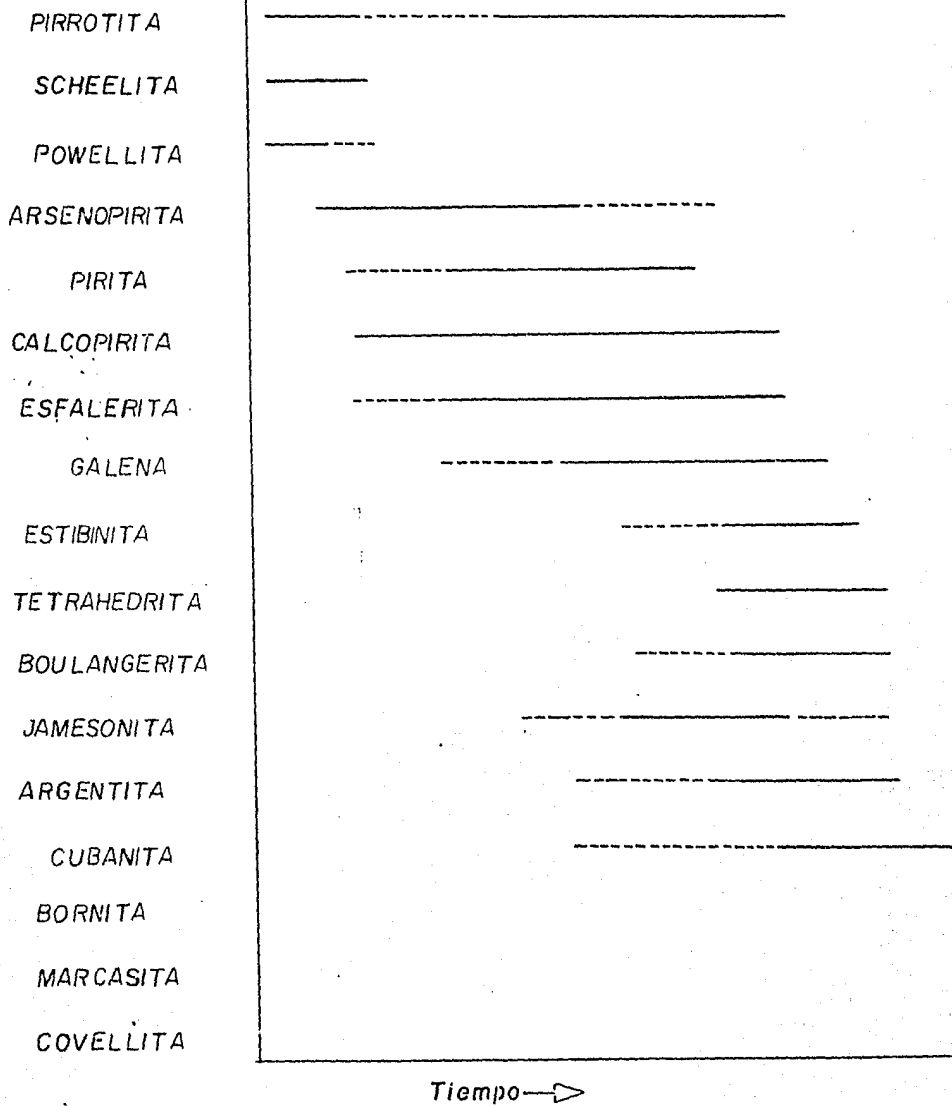 PIRROTITA
SCHEELITA
POWELLITA
ARSENOPIRITA
PIRITA
CALCOPIRITA
ESFALERITA
GALENA
ESTIBINITA
TETRAHEDRITA
BOULANGERITA
JAMESONITA
ARGENTITA
CUBANITA
BORNITA
MARCASITA
COVELLITA
Tiempo